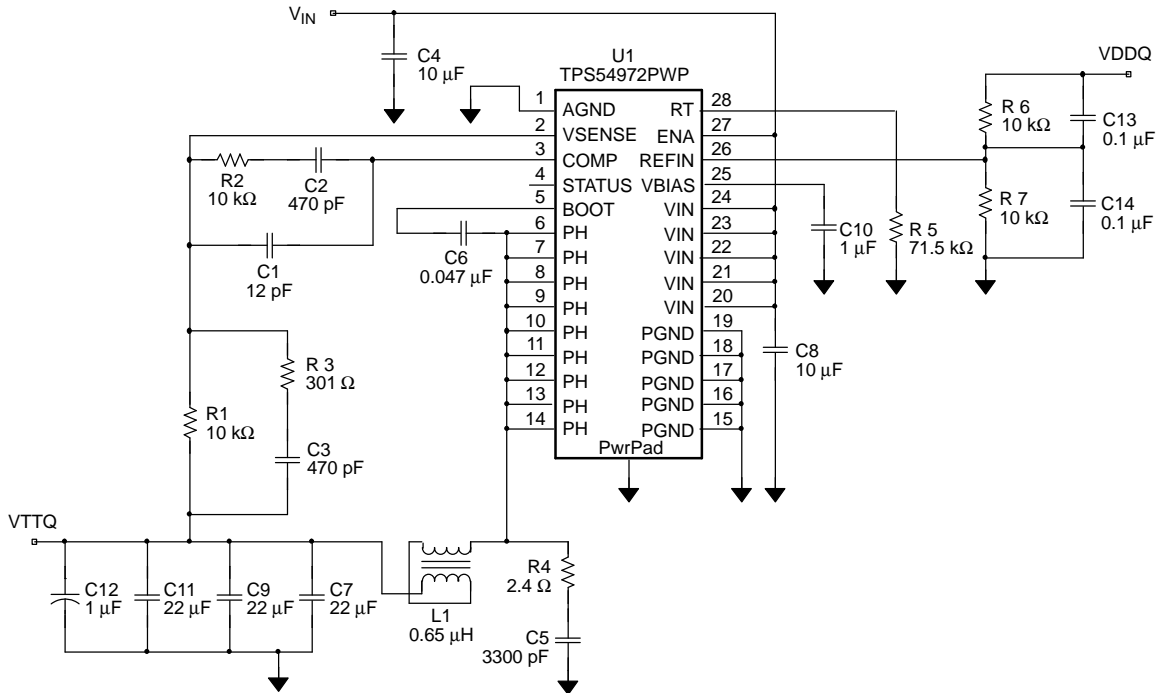 VIN
C4
10 μF
U1
TPS54972PWP
1
AGND
2
VSENSE
3
COMP
4
STATUS
5
BOOT
6
PH
7
PH
8
PH
9
PH
10
PH
11
PH
12
PH
13
PH
14
PH
PwrPad
28
RT
27
ENA
26
REFIN
25
VBIAS
24
VIN
23
VIN
22
VIN
21
VIN
20
VIN
19
PGND
18
PGND
17
PGND
16
PGND
15
PGND
VDDQ
R 6
10 kΩ
C13
0.1 μF
R 7
10 kΩ
C14
0.1 μF
R2
10 kΩ
C2
470 pF
C1
12 pF
C6
0.047 μF
C10
1 μF
R 5
71.5 kΩ
C8
10 μF
R 3
301 Ω
R1
10 kΩ
C3
470 pF
VTTQ
C12
1 μF
C11
22 μF
C9
22 μF
C7
22 μF
L1
0.65 μH
R4
2.4 Ω
C5
3300 pF